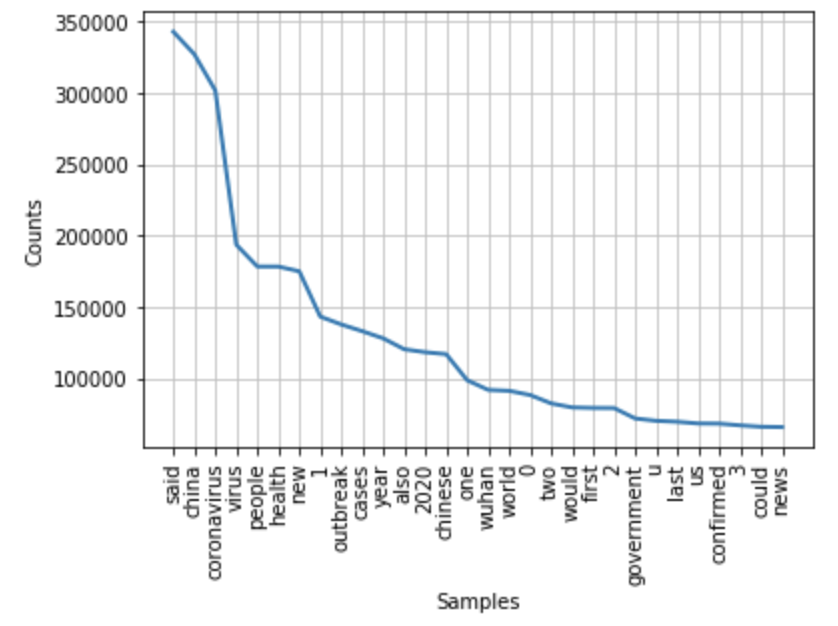 350000
300000
250000
200000
150000
100000
Counts
said
china
coronavirus
virus
people
health
new
1
outbreak
cases
year
also
2020
chinese
one
wuhan
world
0
two
would
first
2
government
u
last
us
confirmed
3
could
news
Samples